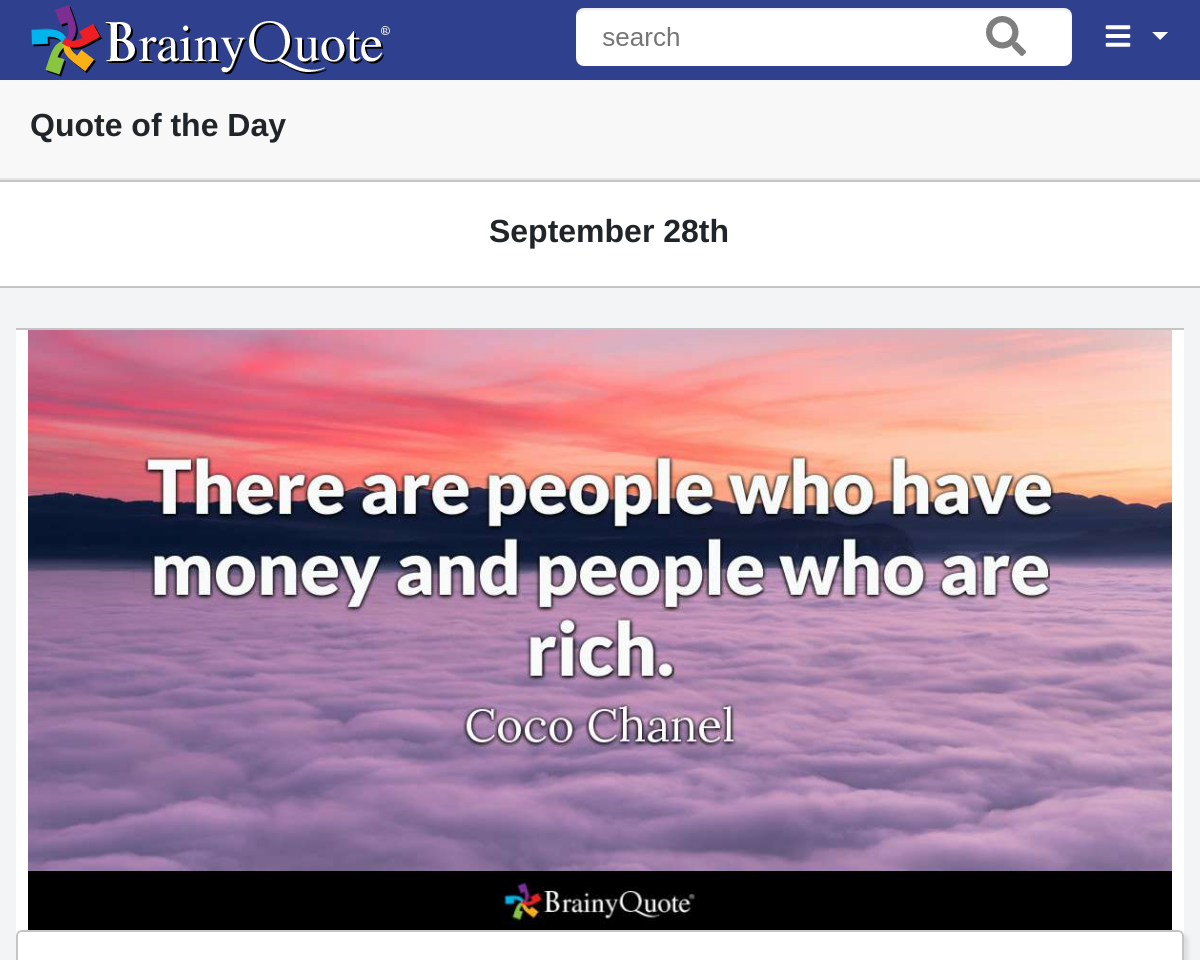 BrainyQuote®
search
Quote of the Day
September 28th
There are people who have
money and people who are
rich.
Coco Chanel
BrainyQuote®